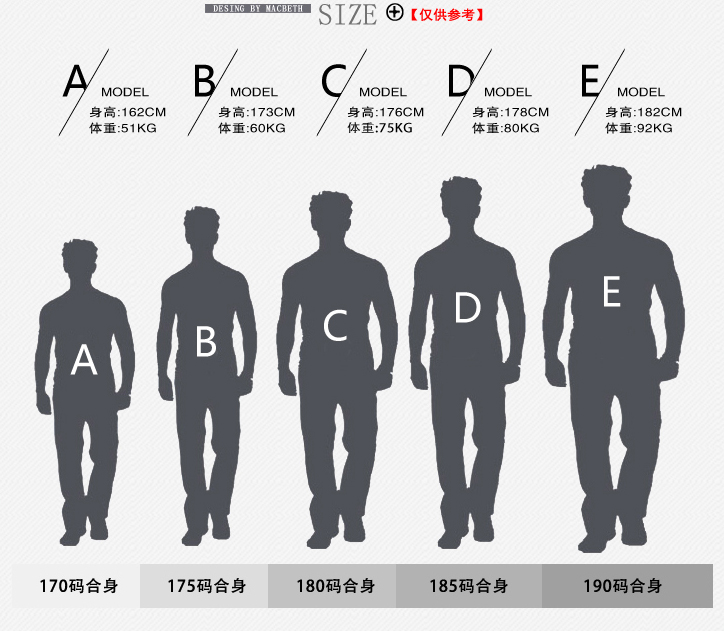 DESING BY MACBETH SIZE 【仅供参考】
A MODEL
身高:162CM
体重:51KG
B MODEL
身高:173CM
体重:60KG
C MODEL
身高:176CM
体重:75KG
D MODEL
身高:178CM
体重:80KG
E MODEL
身高:182CM
体重:92KG
A
B
C
D
E
170码合身
175码合身
180码合身
185码合身
190码合身